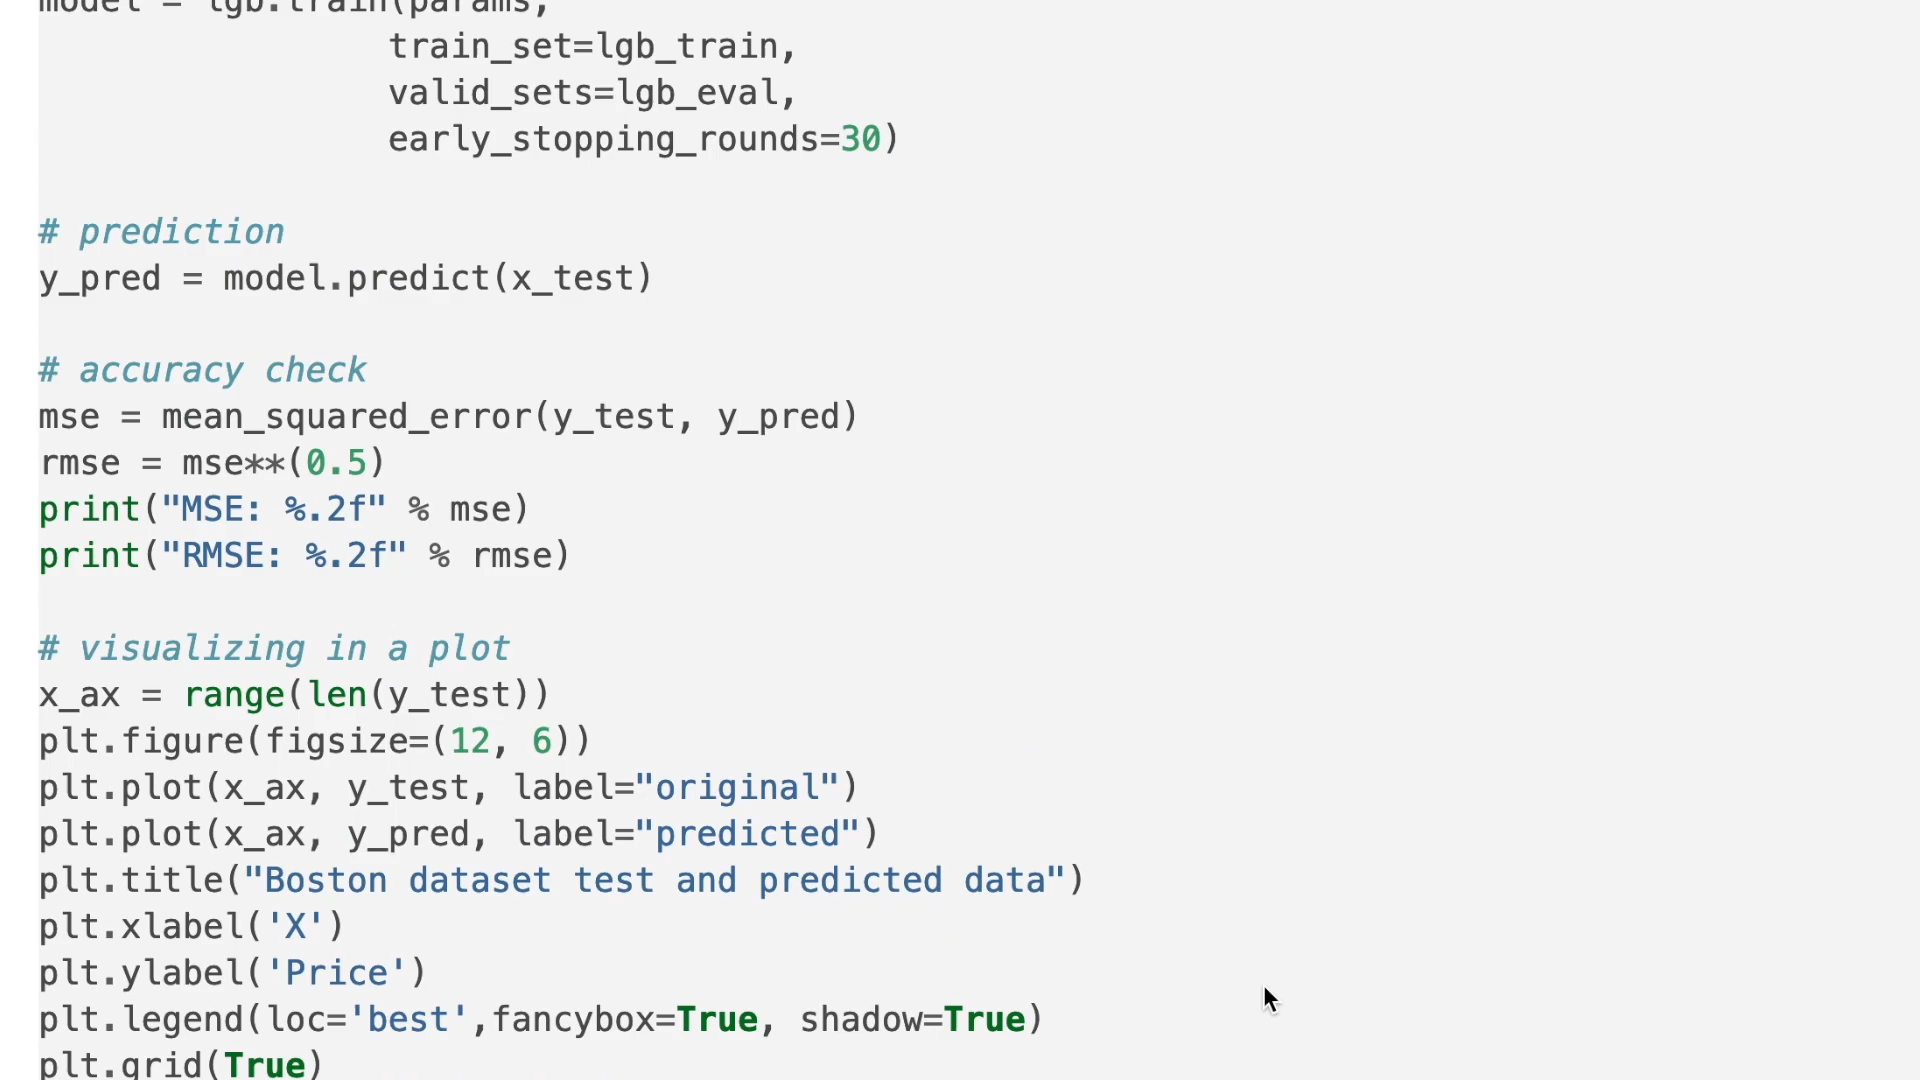 model = lgb.train(params,
train_set=lgb_train,
valid_sets=lgb_eval,
early_stopping_rounds=30)
# prediction
y_pred = model.predict(x_test)
# accuracy check
mse = mean_squared_error(y_test, y_pred)
rmse = mse**(0.5)
print("MSE: %.2f" % mse)
print("RMSE: %.2f" % rmse)
# visualizing in a plot
x_ax = range(len(y_test))
plt.figure(figsize=(12, 6))
plt.plot(x_ax, y_test, label="original")
plt.plot(x_ax, y_pred, label="predicted")
plt.title("Boston dataset test and predicted data")
plt.xlabel('X')
plt.ylabel('Price')
plt.legend(loc='best',fancybox=True, shadow=True)
plt.grid(True)